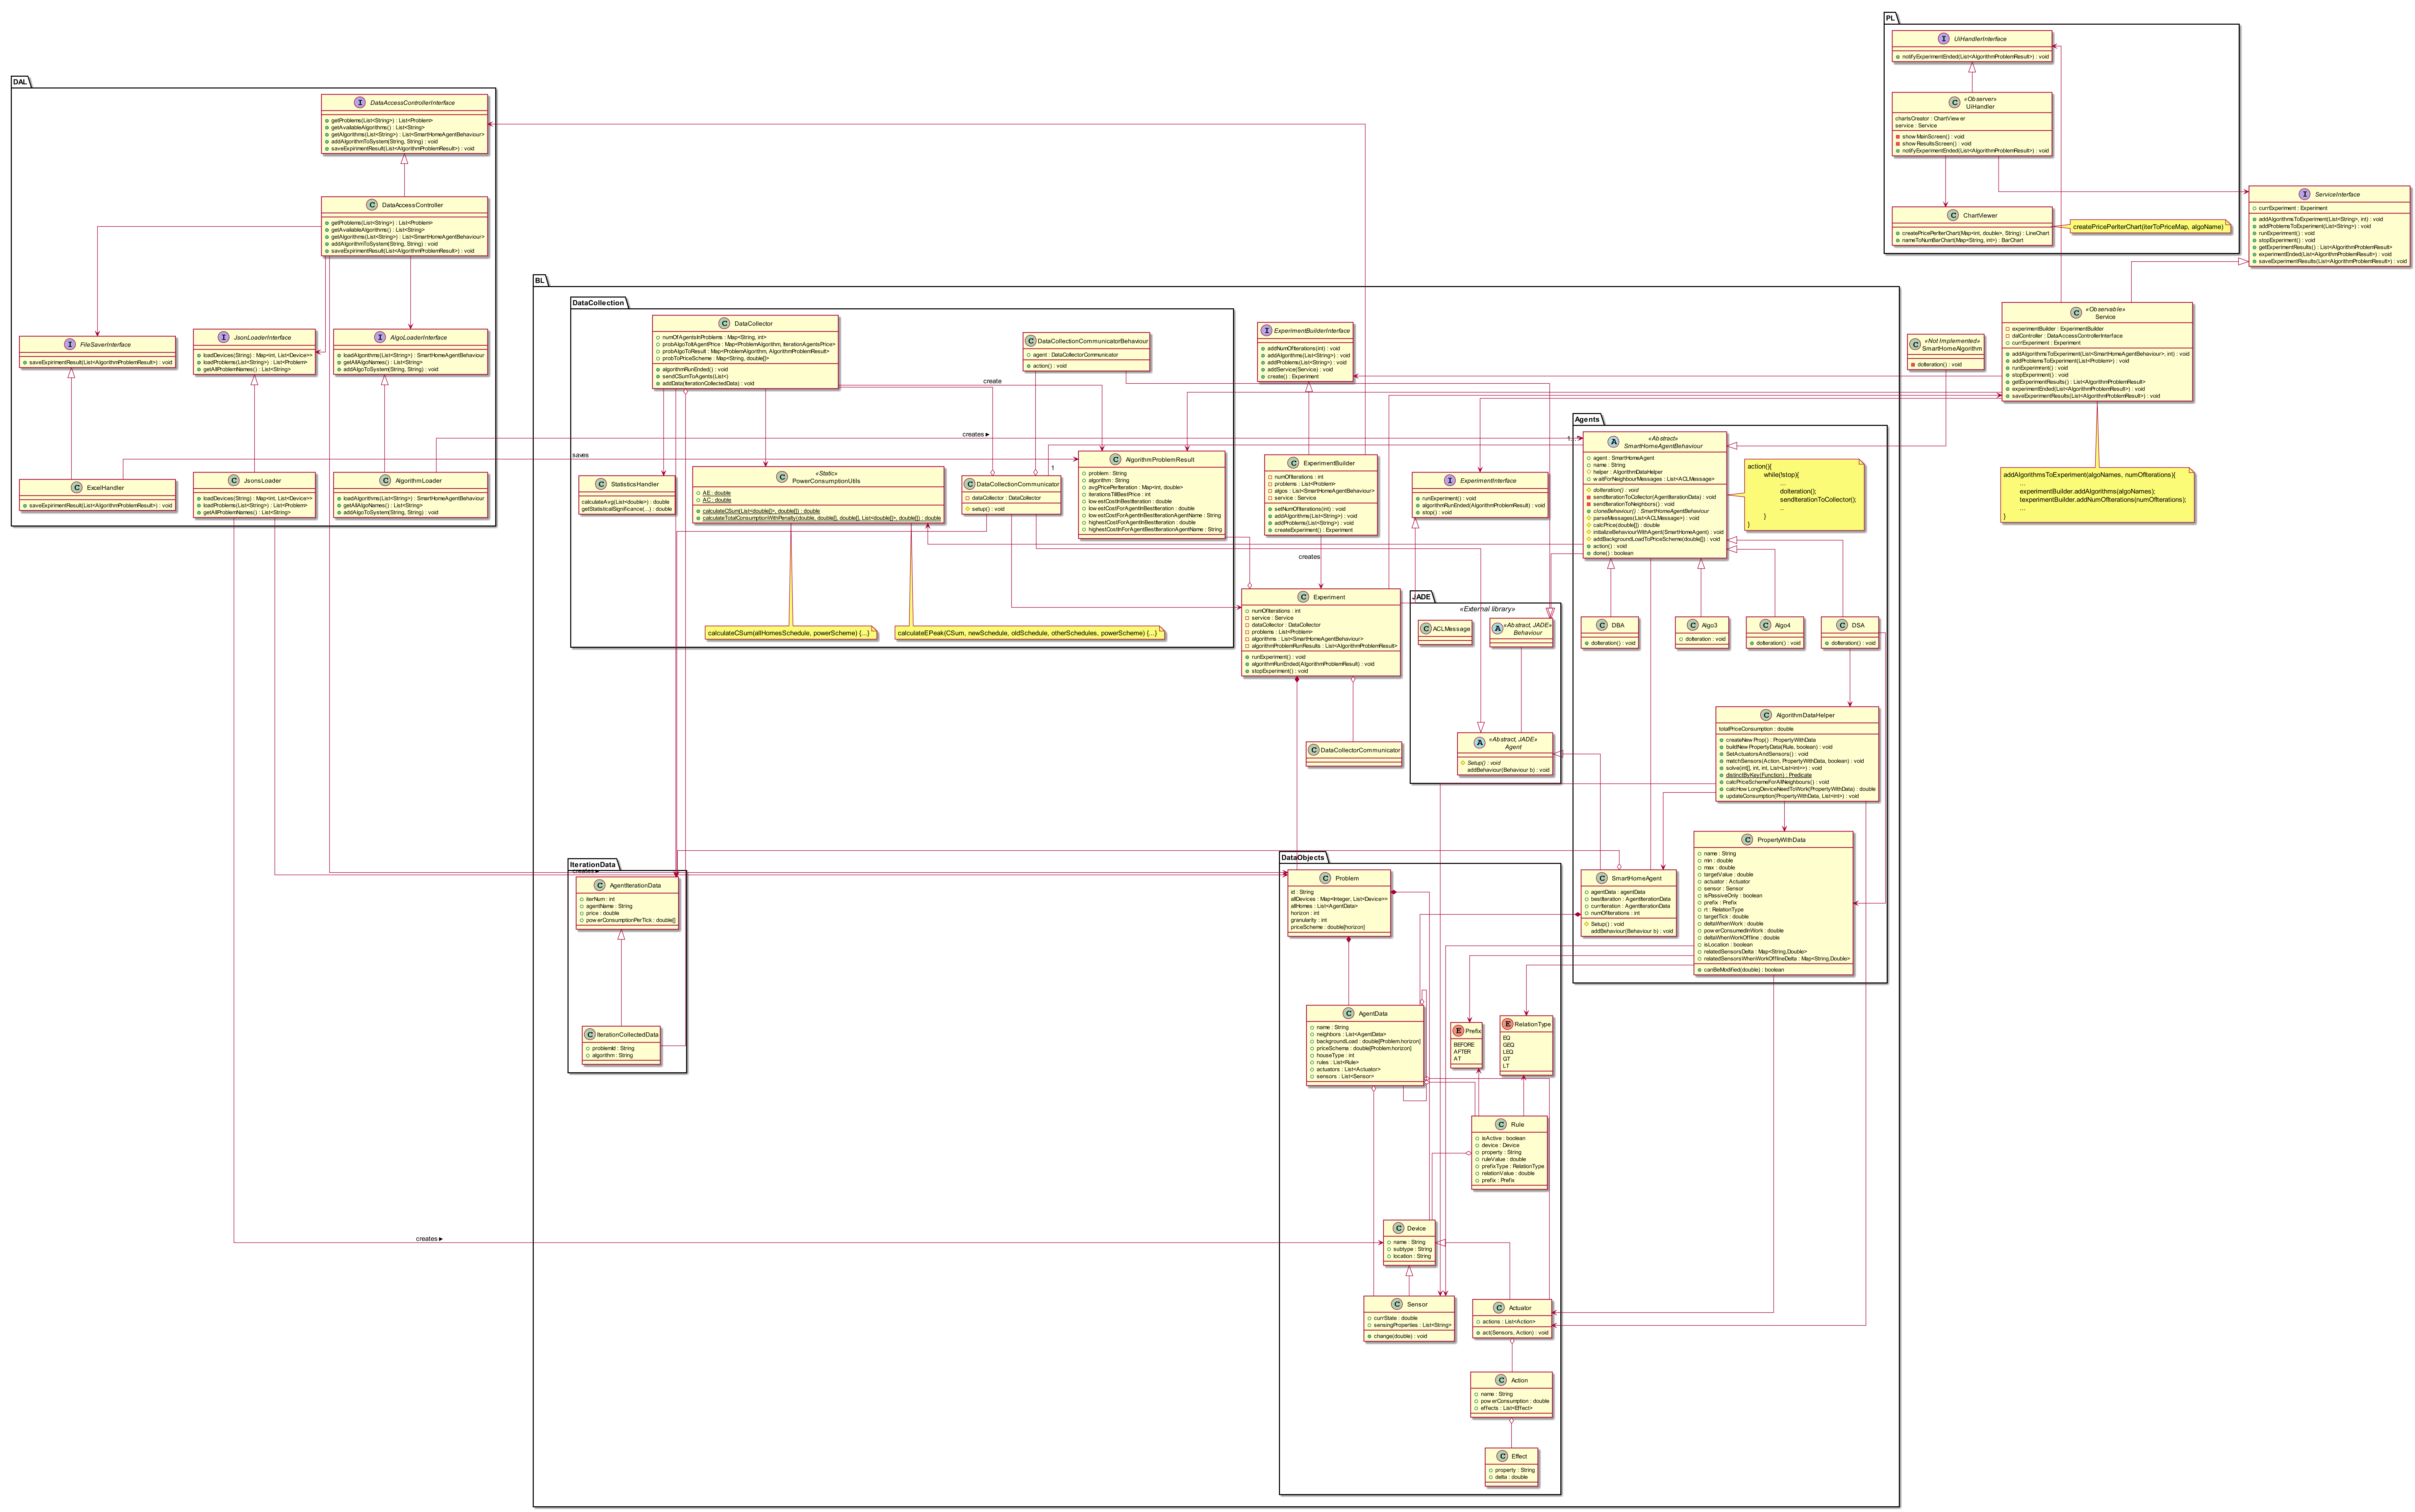 PL
UiHandlerInterface
notifyExperimentEnded(List<AlgorithmProblemResult>) : void
«Observer»
UiHandler
chartsCreator : ChartViewer
service : Service
showMainScreen() : void
showResultsScreen() : void
notifyExperimentEnded(List<AlgorithmProblemResult>) : void
ChartViewer
createPricePerIterChart(Map<int, double>, String) : LineChart
nameToNumBarChart(Map<String, int>) : BarChart
createPricePerIterChart(iterToPriceMap, algoName)
ServiceInterface
currExperiment : Experiment
addAlgorithmsToExperiment(List<String>, int) : void
addProblemsToExperiment(List<String>) : void
runExperiment() : void
stopExperiment() : void
getExperimentResults() : List<AlgorithmProblemResult>
experimentEnded(List<AlgorithmProblemResult>) : void
saveExperimentResults(List<AlgorithmProblemResult>) : void
DAL
DataAccessControllerInterface
getProblems(List<String>) : List<Problem>
getAvailableAlgorithms() : List<String>
getAlgorithms(List<String>) : List<SmartHomeAgentBehaviour>
addAlgorithmToSystem(String, String) : void
saveExpirimentResult(List<AlgorithmProblemResult>) : void
DataAccessController
getProblems(List<String>) : List<Problem>
getAvailableAlgorithms() : List<String>
getAlgorithms(List<String>) : List<SmartHomeAgentBehaviour>
addAlgorithmToSystem(String, String) : void
saveExpirimentResult(List<AlgorithmProblemResult>) : void
FileSaverInterface
saveExpirimentResult(List<AlgorithmProblemResult>) : void
JsonLoaderInterface
loadDevices(String) : Map<int, List<Device>>
loadProblems(List<String>) : List<Problem>
getAllProblemNames() : List<String>
AlgoLoaderInterface
loadAlgorithms(List<String>) : SmartHomeAgentBehaviour
getAllAlgoNames() : List<String>
addAlgoToSystem(String, String) : void
ExcelHandler
saveExpirimentResult(List<AlgorithmProblemResult>) : void
JsonsLoader
loadDevices(String) : Map<int, List<Device>>
loadProblems(List<String>) : List<Problem>
getAllProblemNames() : List<String>
AlgorithmLoader
loadAlgorithms(List<String>) : SmartHomeAgentBehaviour
getAllAlgoNames() : List<String>
addAlgoToSystem(String, String) : void
BL
DataCollection
DataCollector
numOfAgentsInProblems : Map<String, int>
probAlgoToItAgentPrice : Map<ProblemAlgorithm, IterationAgentsPrice>
probAlgoToResult : Map<ProblemAlgorithm, AlgorithmProblemResult>
probToPriceScheme : Map<String, double[]>
algorithmRunEnded() : void
sendCSumToAgents(List<)
addData(IterationCollectedData) : void
DataCollectionCommunicatorBehaviour
agent : DataCollectorCommunicator
action() : void
create
creates ►
saves
StatisticsHandler
calculateAvg(List<double>) : double
getStatisticalSignificance(...) : double
«Static»
PowerConsumptionUtils
AE : double
AC : double
calculateCSum(List<double[]>, double[]) : double
calculateTotalConsumptionWithPenalty(double, double[], double[], List<double[]>, double[]) : double
DataCollectionCommunicator
dataCollector : DataCollector
setup() : void
1
1...*
AlgorithmProblemResult
problem : String
algorithm : String
avgPricePerIteration : Map<int, double>
iterationsTillBestPrice : int
lowestCostInBestIteration : double
lowestCostForAgentInBestIteration : double
lowestCostForAgentInBestIterationAgentName : String
highestCostForAgentInBestIteration : double
highestCostInForAgentBestIterationAgentName : String
calculateCSum(allHomesSchedule, powerScheme) {...}
calculateEPeak(CSum, newSchedule, oldSchedule, otherSchedules, powerScheme) {...}
ExperimentBuilderInterface
addNumOfIterations(int) : void
addAlgorithms(List<String>) : void
addProblems(List<String>) : void
addService(Service) : void
create() : Experiment
ExperimentBuilder
numOfIterations : int
problems : List<Problem>
algos : List<SmartHomeAgentBehaviour>
service : Service
setNumOfIterations(int) : void
addAlgorithms(List<String>) : void
addProblems(List<String>) : void
createExperiment() : Experiment
creates
ExperimentInterface
runExperiment() : void
algorithmRunEnded(AlgorithmProblemResult) : void
stop() : void
Experiment
numOfIterations : int
service : Service
dataCollector : DataCollector
problems : List<Problem>
algorithms : List<SmartHomeAgentBehaviour>
algorithmProblemRunResults : List<AlgorithmProblemResult>
runExperiment() : void
algorithmRunEnded(AlgorithmProblemResult) : void
stopExperiment() : void
DataCollectorCommunicator
JADE
«External library»
ACLMessage
«Abstract, JADE»
Behaviour
«Abstract, JADE»
Agent
Setup() : void
addBehaviour(Behaviour b) : void
«Not Implemented»
SmartHomeAlgorithm
doIteration() : void
«Observable»
Service
experimentBuilder : ExperimentBuilder
dalController : DataAccessControllerInterface
currExperiment : Experiment
addAlgorithmsToExperiment(List<SmartHomeAgentBehaviour>, int) : void
addProblemsToExperiment(List<Problem>) : void
runExperiment() : void
stopExperiment() : void
getExperimentResults() : List<AlgorithmProblemResult>
experimentEnded(List<AlgorithmProblemResult>) : void
saveExperimentResults(List<AlgorithmProblemResult>) : void
addAlgorithmsToExperiment(algoNames, numOfIterations){
...
experimentBuilder.addAlgorithms(algoNames);
texperimentBuilder.addNumOfIterations(numOfIterations);
...
}
Agents
«Abstract»
SmartHomeAgentBehaviour
agent : SmartHomeAgent
name : String
helper : AlgorithmDataHelper
waitForNeighbourMessages : List<ACLMessage>
doIteration() : void
sendIterationToCollector(AgentIterationData) : void
sendIterationToNeighbors() : void
cloneBehaviour() : SmartHomeAgentBehaviour
parseMessages(List<ACLMessage>) : void
calcPrice(double[]) : double
initializeBehaviourWithAgent(SmartHomeAgent) : void
addBackgroundLoadToPriceScheme(double[]) : void
action() : void
done() : boolean
action(){
while(!stop){
...
doIteration();
sendIterationToCollector();
..
}
}
DBA
doIteration() : void
Algo3
doIteration : void
Algo4
doIteration() : void
DSA
doIteration() : void
AlgorithmDataHelper
totalPriceConsumption : double
createNewProp() : PropertyWithData
buildNewPropertyData(Rule, boolean) : void
SetActuatorsAndSensors() : void
matchSensors(Action, PropertyWithData, boolean) : void
solve(int[], int, int, List<List<int>>) : void
distinctByKey(Function) : Predicate
calcPriceSchemeForAllNeighbours() : void
calcHowLongDeviceNeedToWork(PropertyWithData) : double
updateConsumption(PropertyWithData, List<int>) : void
PropertyWithData
name : String
min : double
max : double
targetValue : double
actuator : Actuator
sensor : Sensor
isPassiveOnly : boolean
prefix : Prefix
rt : RelationType
targetTick : double
deltaWhenWork : double
powerConsumedInWork : double
deltaWhenWorkOffline : double
isLocation : boolean
relatedSensorsDelta : Map<String,Double>
relatedSensorsWhenWorkOfflineDelta : Map<String,Double>
canBeModified(double) : boolean
SmartHomeAgent
agentData : agentData
bestIteration : AgentIterationData
currIteration : AgentIterationData
numOfIterations : int
Setup() : void
addBehaviour(Behaviour b) : void
IterationData
creates ►
AgentIterationData
iterNum : int
agentName : String
price : double
powerConsumptionPerTick : double[]
IterationCollectedData
problemId : String
algorithm : String
DataObjects
Problem
id : String
allDevices : Map<Integer, List<Device>>
allHomes : List<AgentData>
horizon : int
granularity : int
priceScheme : double[horizon]
AgentData
name : String
neighbors : List<AgentData>
backgroundLoad : double[Problem.horizon]
priceSchema : double[Problem.horizon]
houseType : int
rules : List<Rule>
actuators : List<Actuator>
sensors : List<Sensor>
Prefix
BEFORE
AFTER
AT
RelationType
EQ
GEQ
LEQ
GT
LT
Rule
isActive : boolean
device : Device
property : String
ruleValue : double
prefixType : RelationType
relationValue : double
prefix : Prefix
creates ►
Device
name : String
subtype : String
location : String
Sensor
currState : double
sensingProperties : List<String>
change(double) : void
Actuator
actions : List<Action>
act(Sensors, Action) : void
Action
name : String
powerConsumption : double
effects : List<Effect>
Effect
property : String
delta : double